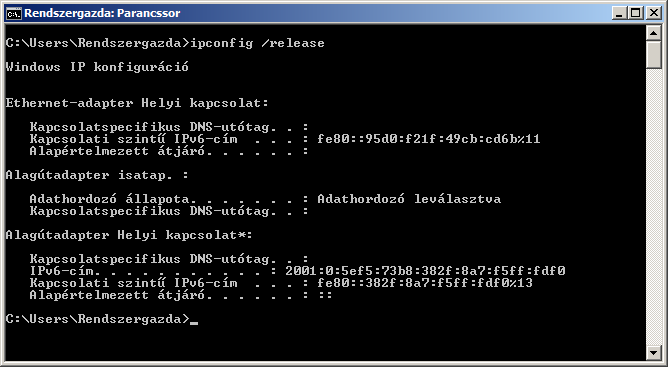 Rendszergazda: Parancssor
C:\Users\Rendszergazda>ipconfig /release
Windows IP konfiguráció
Ethernet-adapter Helyi kapcsolat:
Kapcsolatspecifikus DNS-utótag. . :
Kapcsolati szintű IPv6-cím  . . . : fe80::95d0:f21f:49cb:cd6b%11
Alapértelmezett átjáró. . . . . . :
Alagútadapter isatap. :
Adathordozó állapota. . . . . . . : Adathordozó leválasztva
Kapcsolatspecifikus DNS-utótag. . :
Alagútadapter Helyi kapcsolat*:
Kapcsolatspecifikus DNS-utótag. . :
IPv6-cím. . . . . . . . . . . : 2001:0:5ef5:73b8:382f:8a7:f5ff:fdf0
Kapcsolati szintű IPv6-cím  . . . : fe80::382f:8a7:f5ff:fdf0%13
Alapértelmezett átjáró. . . . . . : ::
C:\Users\Rendszergazda>_